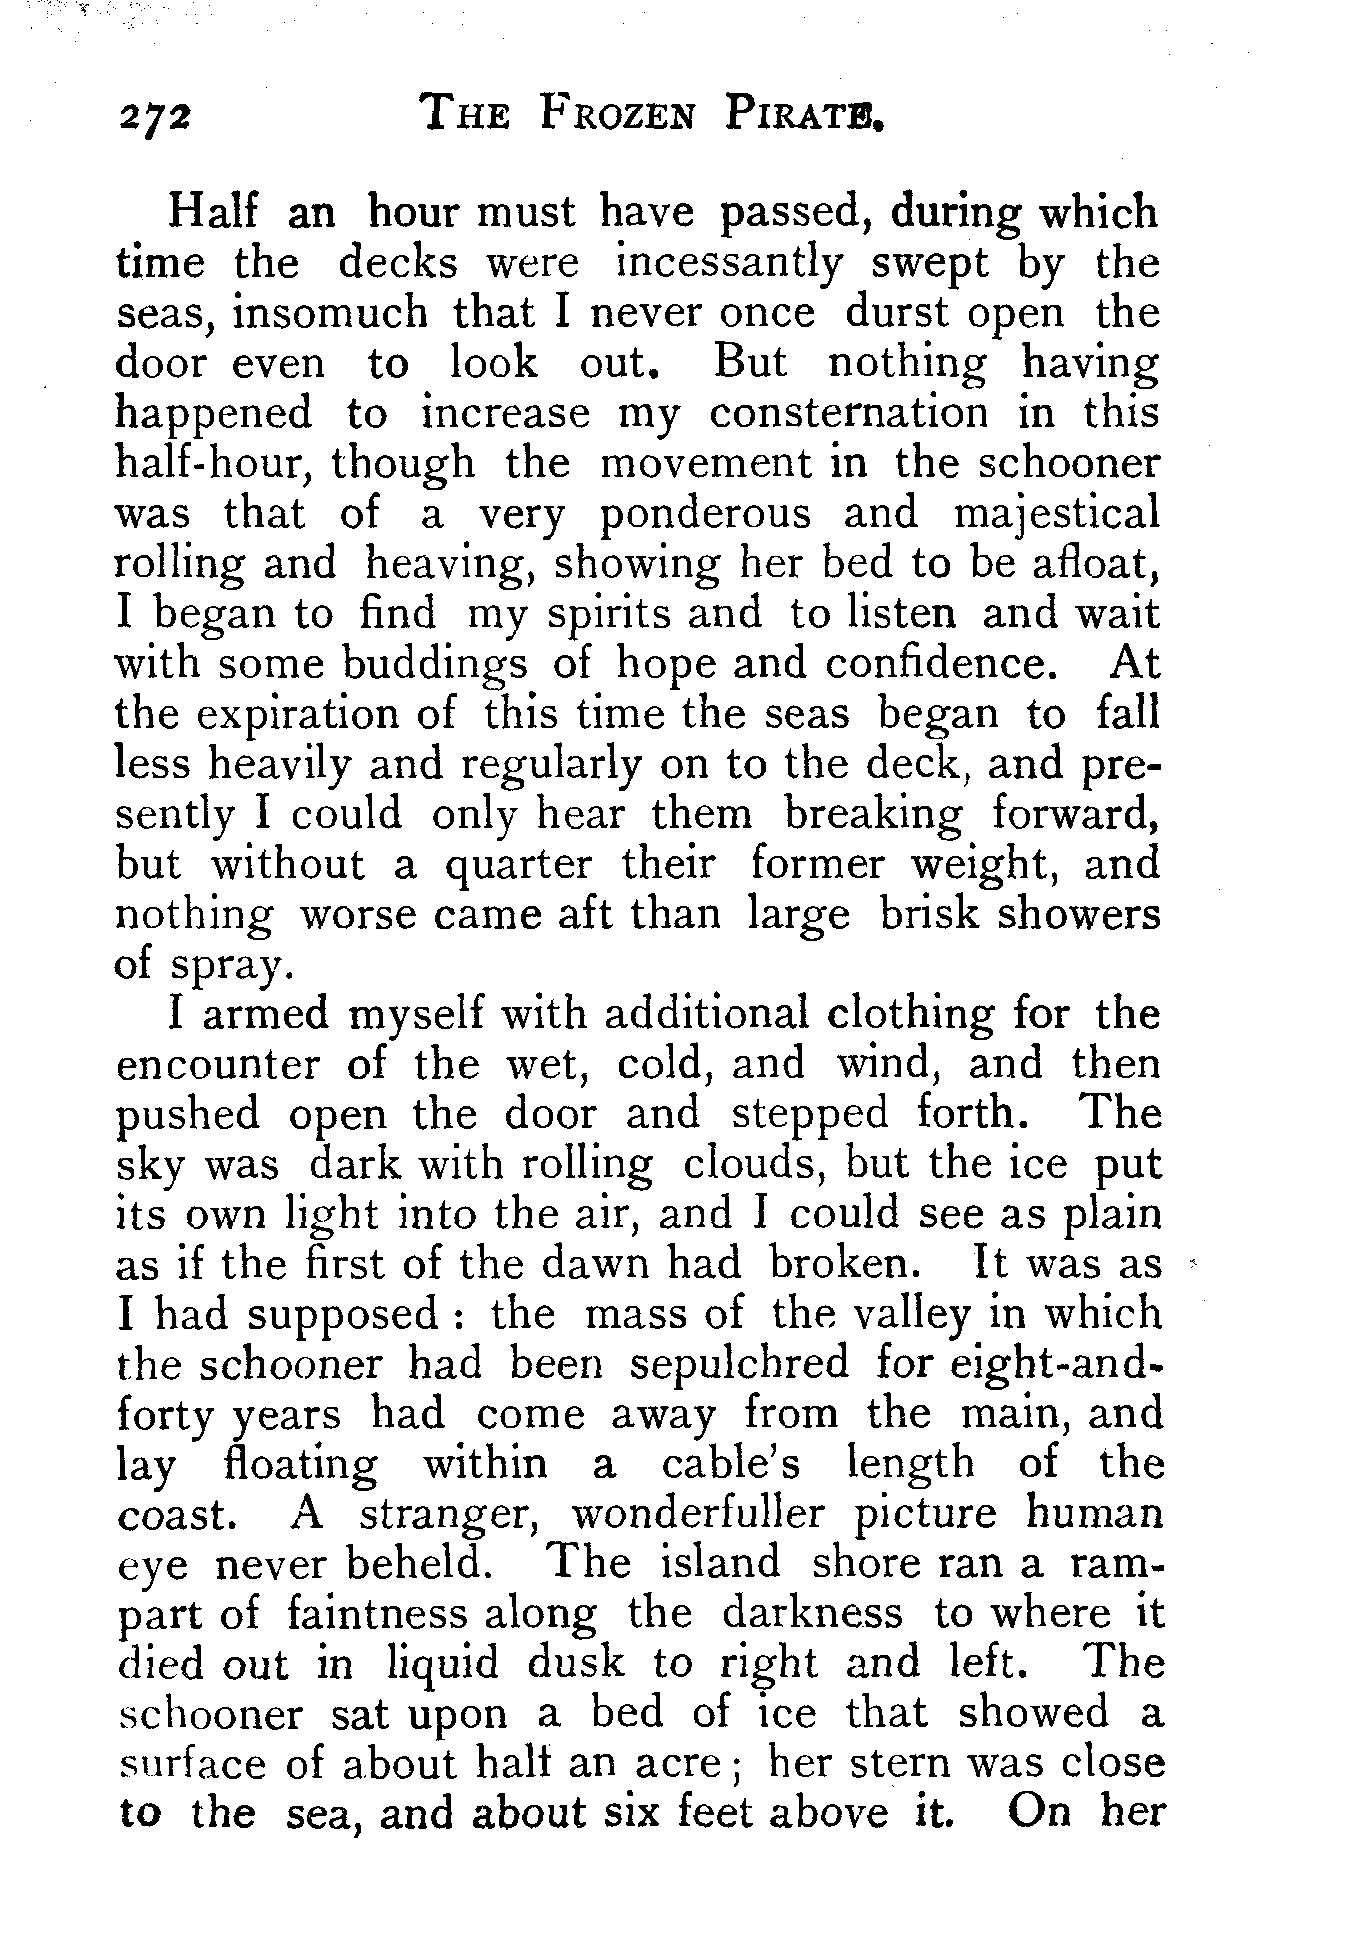 272 THE FROZEN PIRATE.
Half an hour must have passed, during which
time the decks were incessantly swept by the
seas, insomuch that I never once durst open the
door even to look out. But nothing having
happened to increase my consternation in this
half-hour, though the movement in the schooner
was that of a very ponderous and majestical
rolling and heaving, showing her bed to be afloat,
I began to find my spirits and to listen and wait
with some buddings of hope and confidence. At
the expiration of this time the seas began to fall
less heavily and regularly on to the deck, and pre-
sently I could only hear them breaking forward,
but without a quarter their former weight, and
nothing worse came aft than large brisk showers
of spray.
I armed myself with additional clothing for the
encounter of the wet, cold, and wind, and then
pushed open the door and stepped forth. The
sky was dark with rolling clouds, but the ice put
its own light into the air, and I could see as plain
as if the first of the dawn had broken. It was as
I had supposed : the mass of the valley in which
the schooner had been sepulchred for eight-and-
forty years had come away from the main, and
lay floating within a cable's length of the
coast. A stranger, wonderfuller picture human
eye never beheld. The island shore ran a ram-
part of faintness along the darkness to where it
died out in liquid dusk to right and left. The
schooner sat upon a bed of ice that showed a
surface of about half an acre ; her stern was close
to the sea, and about six feet above it. On her